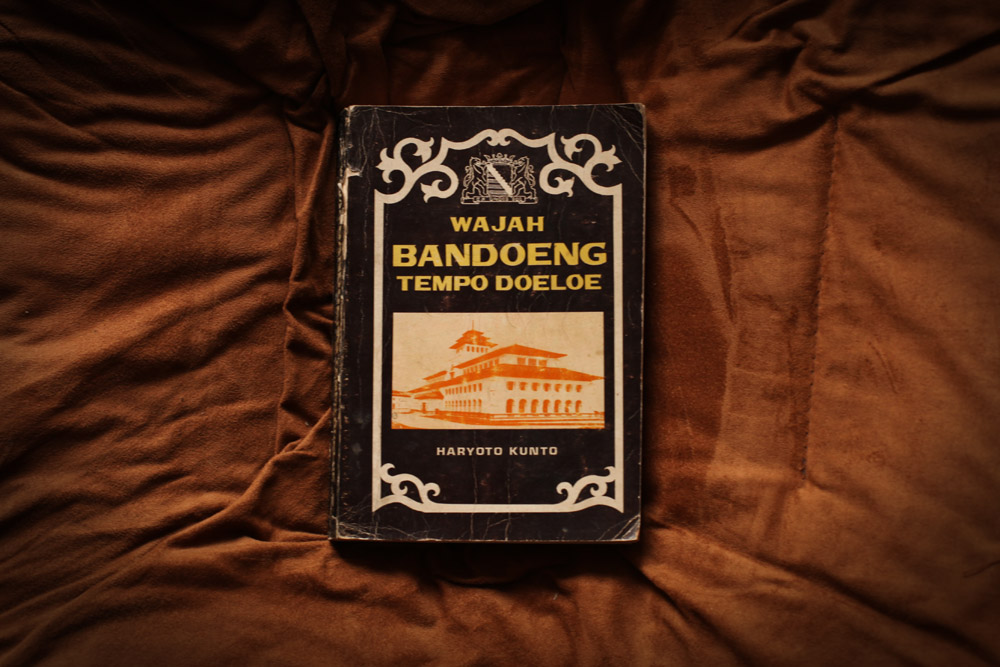 WAJAH
BANDOENG
TEMPO DOELOE
HARYOTO KUNTO